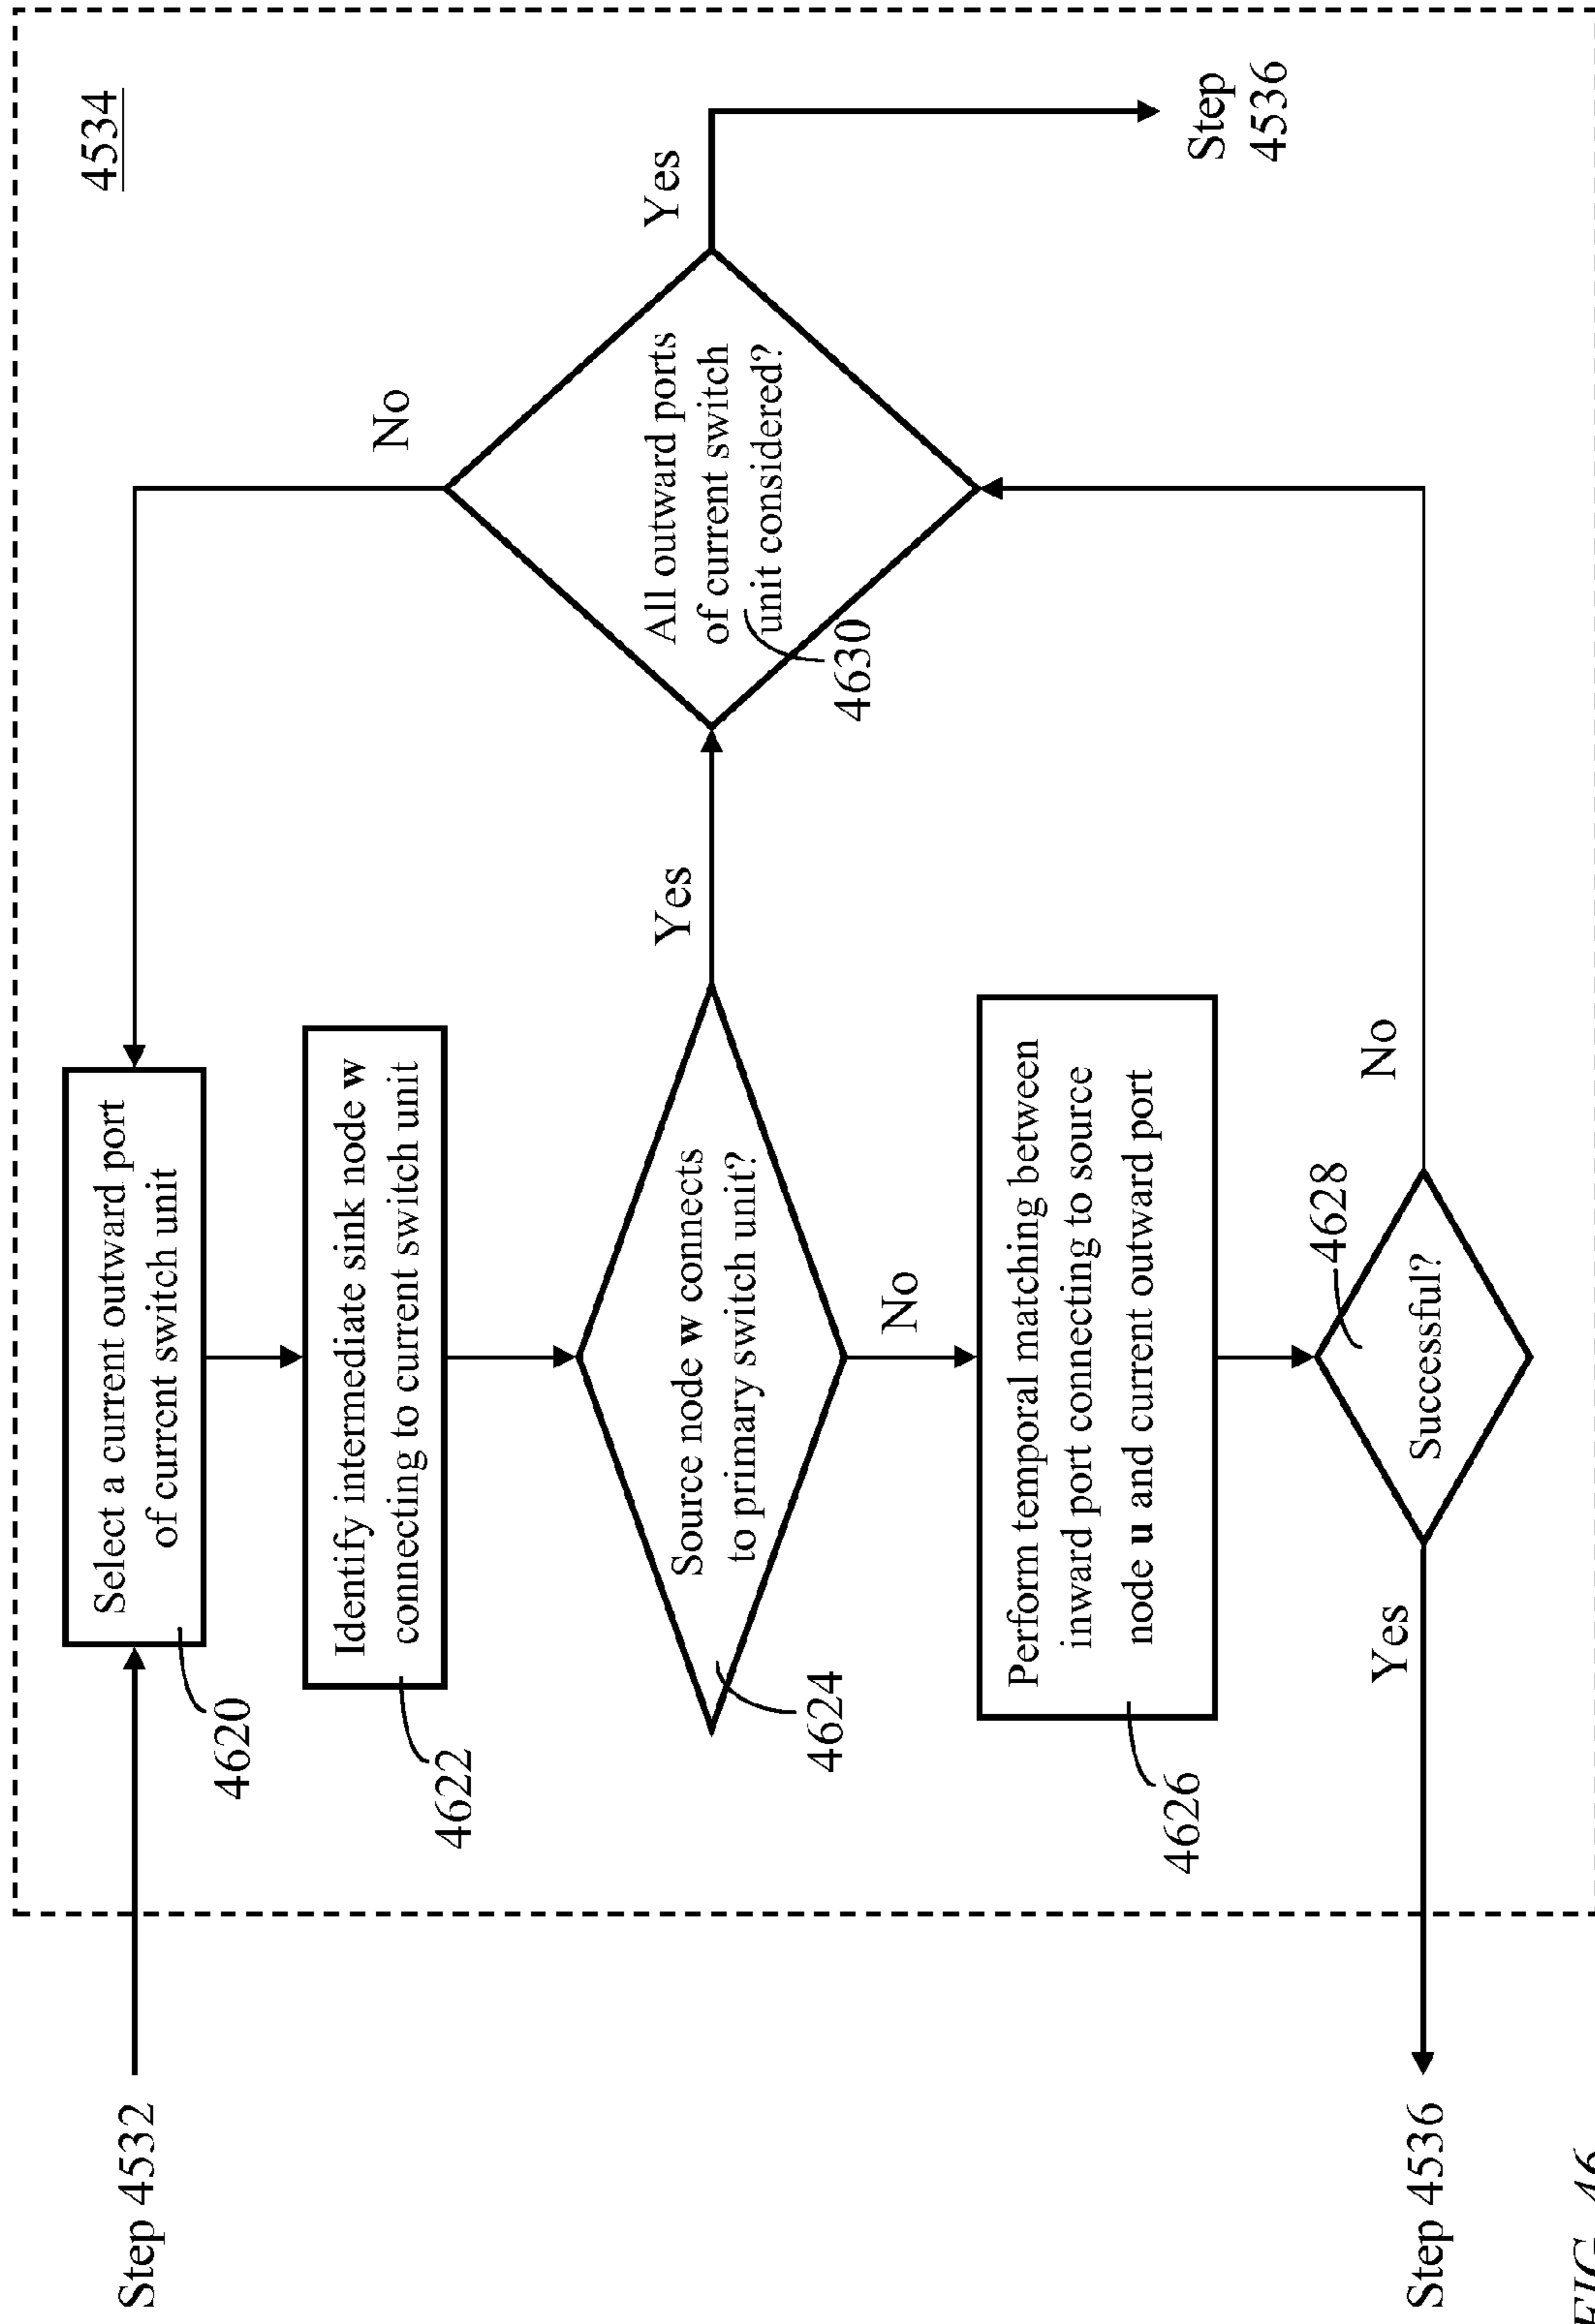 4534
Step 4532
Select a current outward port
of current switch unit
4620
Identify intermediate sink node w
connecting to current switch unit
4622
Source node w connects
to primary switch unit?
4624
Yes
No
All outward ports
of current switch
unit considered?
4630
No
Yes
Step
4536
Perform temporal matching between
inward port connecting to source
node u and current outward port
4626
Successful?
4628
No
Yes
Step 4536
FIG. 46